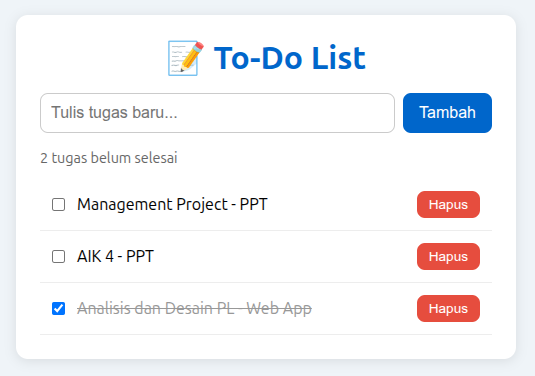 📝 To-Do List
Tulis tugas baru...
Tambah
2 tugas belum selesai
Management Project - PPT
Hapus
AIK 4 - PPT
Hapus
Analisis dan Desain PL - Web App
Hapus